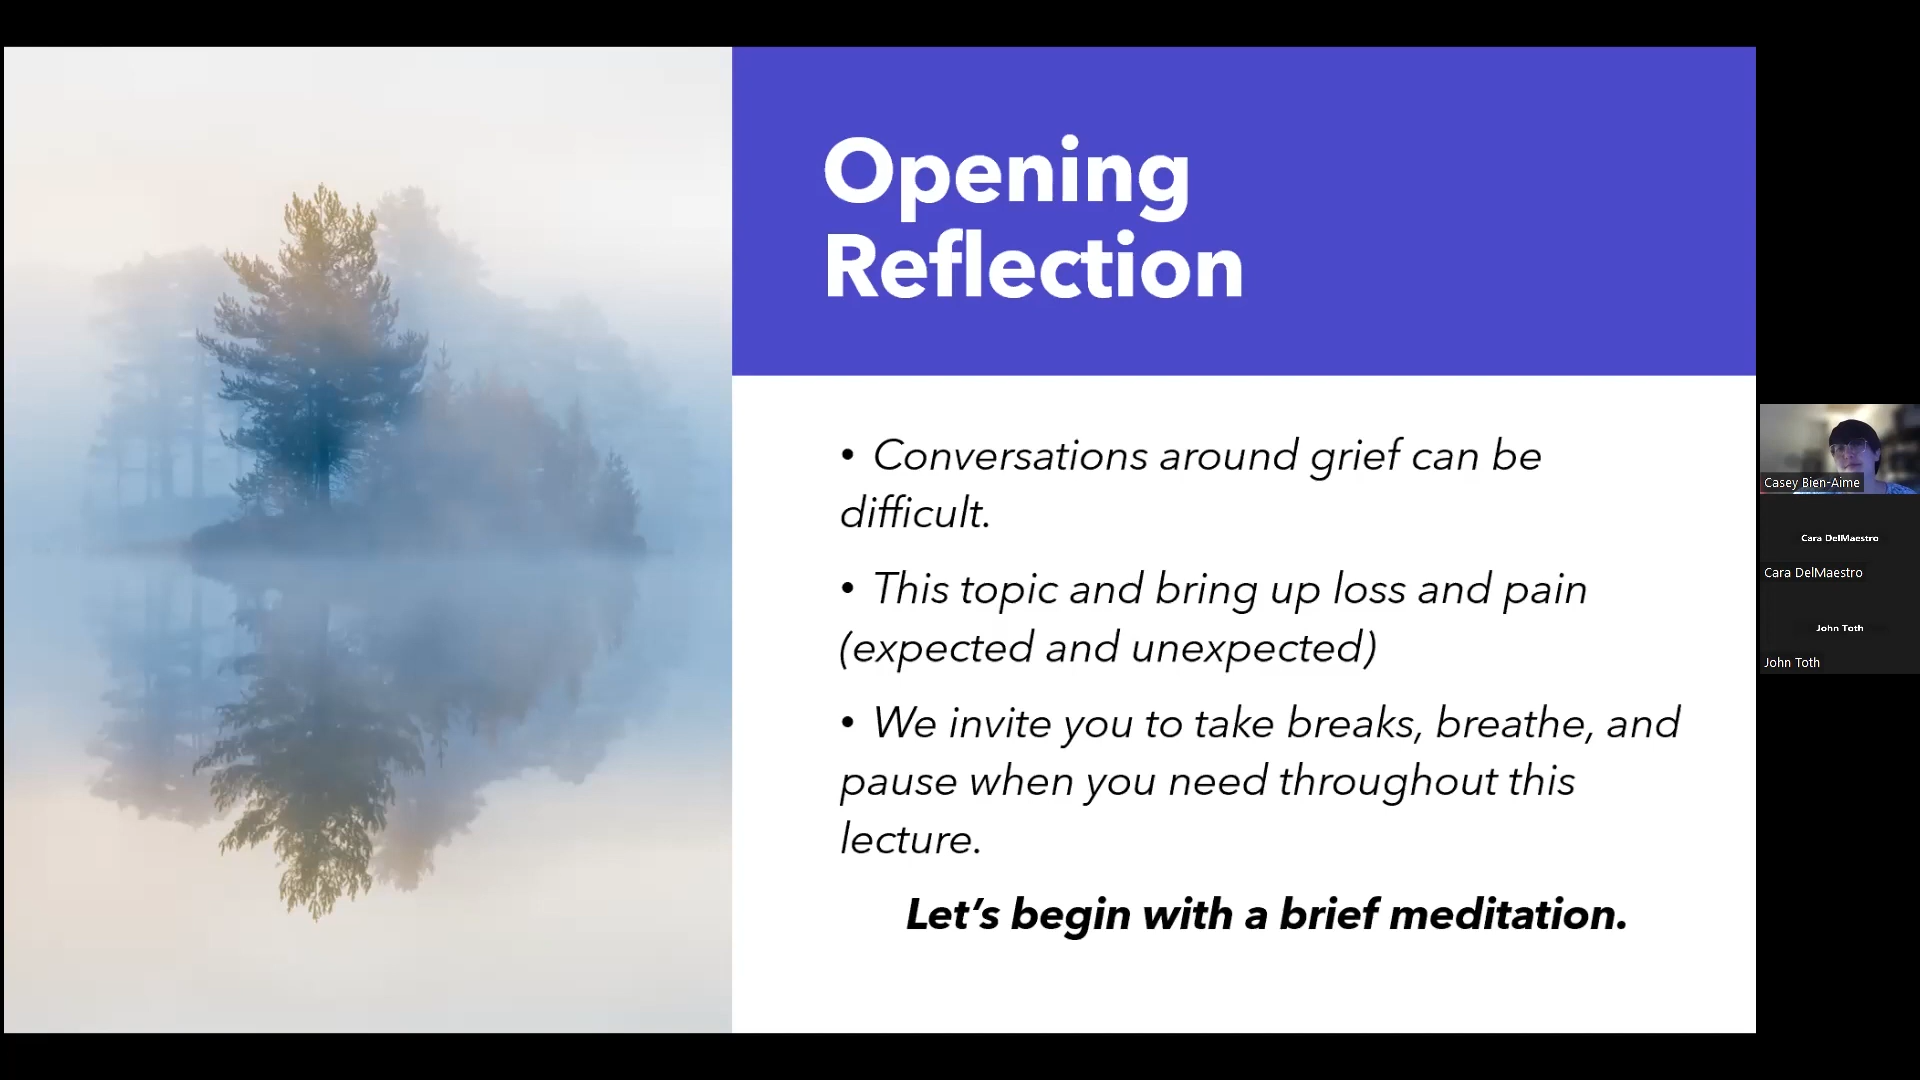 Opening
Reflection
• Conversations around grief can be
difficult.
• This topic and bring up loss and pain
(expected and unexpected)
• We invite you to take breaks, breathe, and
pause when you need throughout this
lecture.
Let’s begin with a brief meditation.
Casey Bien-Aime
Cara DelMaestro
Cara DelMaestro
John Toth
John Toth